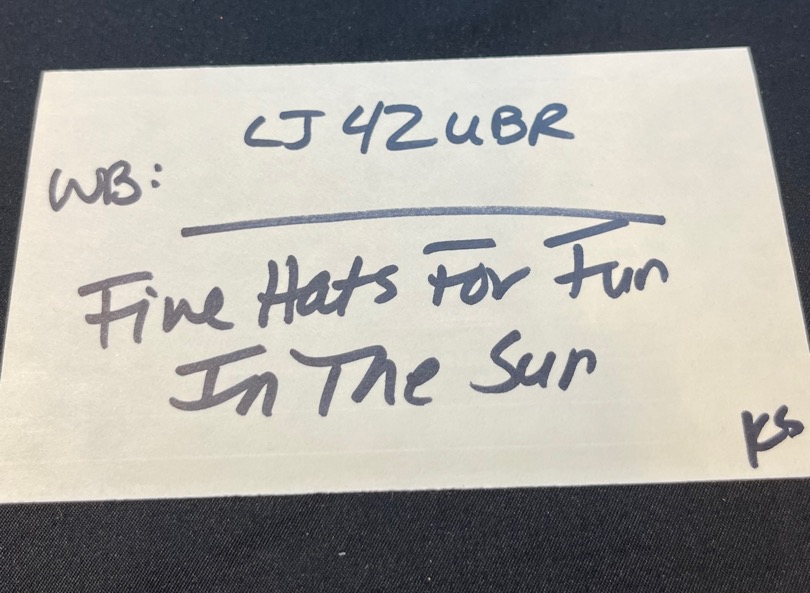 CJ42UBR
WB:
Fine Hats For Fun
In The Sun
KS